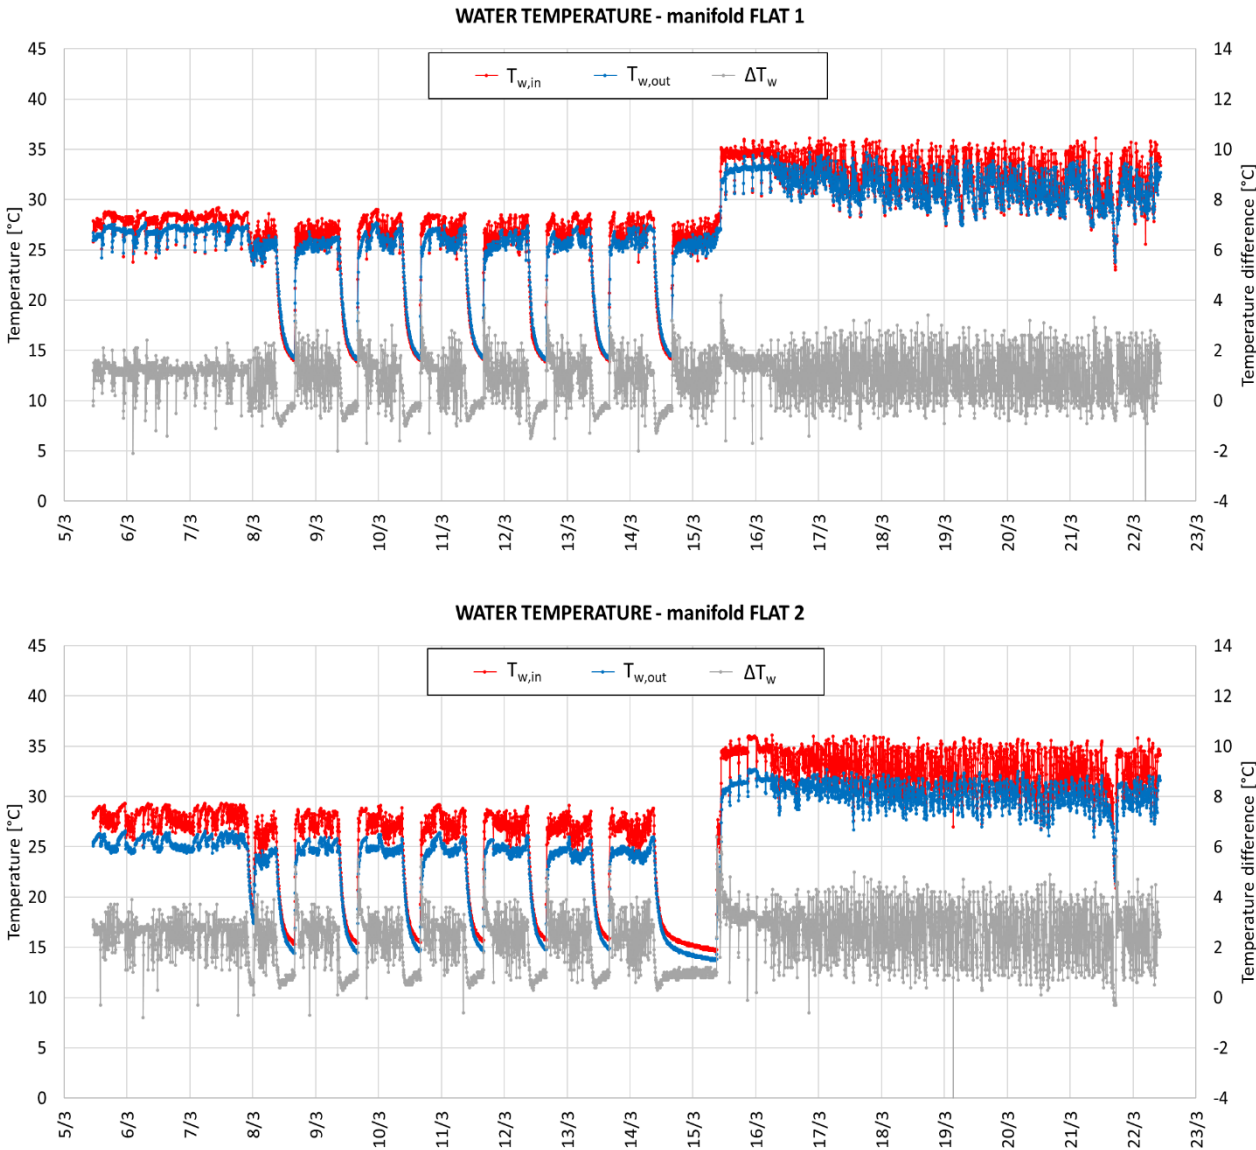 WATER TEMPERATURE - manifold FLAT 1
45 14
T_w,in T_w,out ΔT_w
40 12
35 10
30 8
25 6
20 4
15 2
10 0
5 -2
0 -4
Temperature [°C]
Temperature difference [°C]
5/3 6/3 7/3 8/3 9/3 10/3 11/3 12/3 13/3 14/3 15/3 16/3 17/3 18/3 19/3 20/3 21/3 22/3 23/3
WATER TEMPERATURE - manifold FLAT 2
45 14
T_w,in T_w,out ΔT_w
40 12
35 10
30 8
25 6
20 4
15 2
10 0
5 -2
0 -4
Temperature [°C]
Temperature difference [°C]
5/3 6/3 7/3 8/3 9/3 10/3 11/3 12/3 13/3 14/3 15/3 16/3 17/3 18/3 19/3 20/3 21/3 22/3 23/3